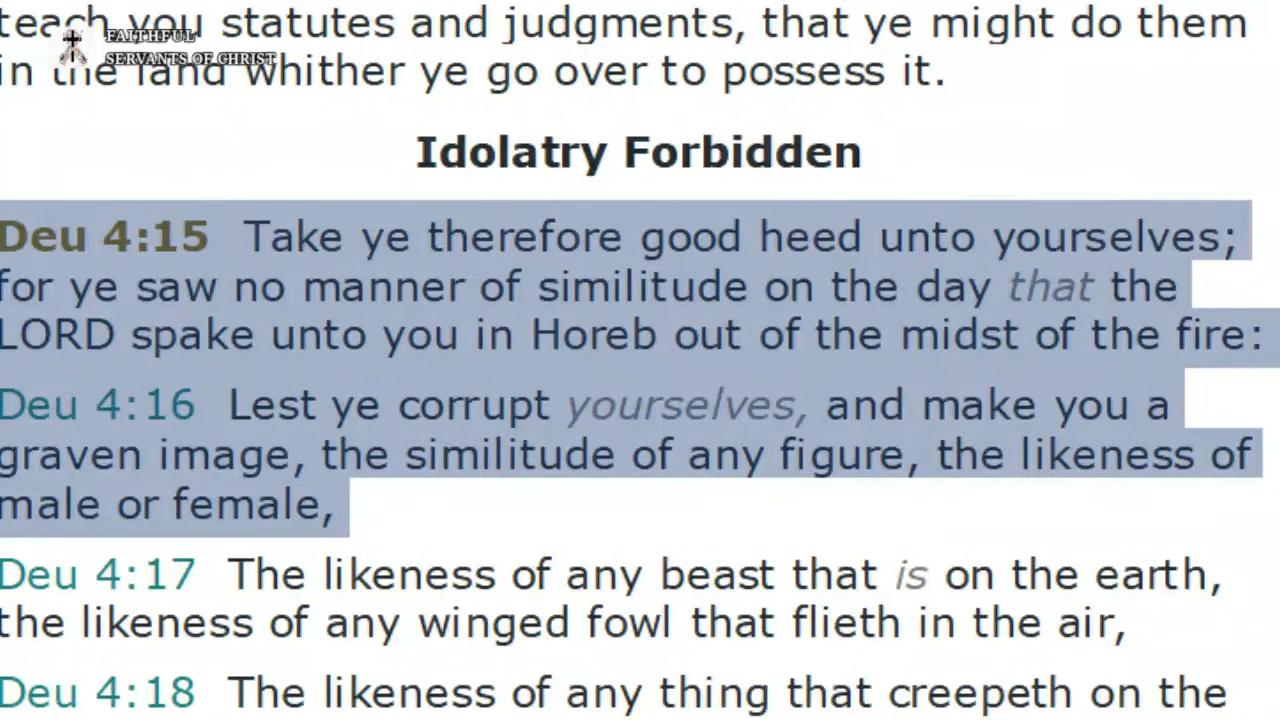 teach you statutes and judgments, that ye might do them
FAITHFUL
SERVANTS OF CHRIST
in the land whither ye go over to possess it.
Idolatry Forbidden
Deu 4:15 Take ye therefore good heed unto yourselves;
for ye saw no manner of similitude on the day that the
LORD spake unto you in Horeb out of the midst of the fire:
Deu 4:16 Lest ye corrupt yourselves, and make you a
graven image, the similitude of any figure, the likeness of
male or female,
Deu 4:17 The likeness of any beast that is on the earth,
the likeness of any winged fowl that flieth in the air,
Deu 4:18 The likeness of any thing that creepeth on the